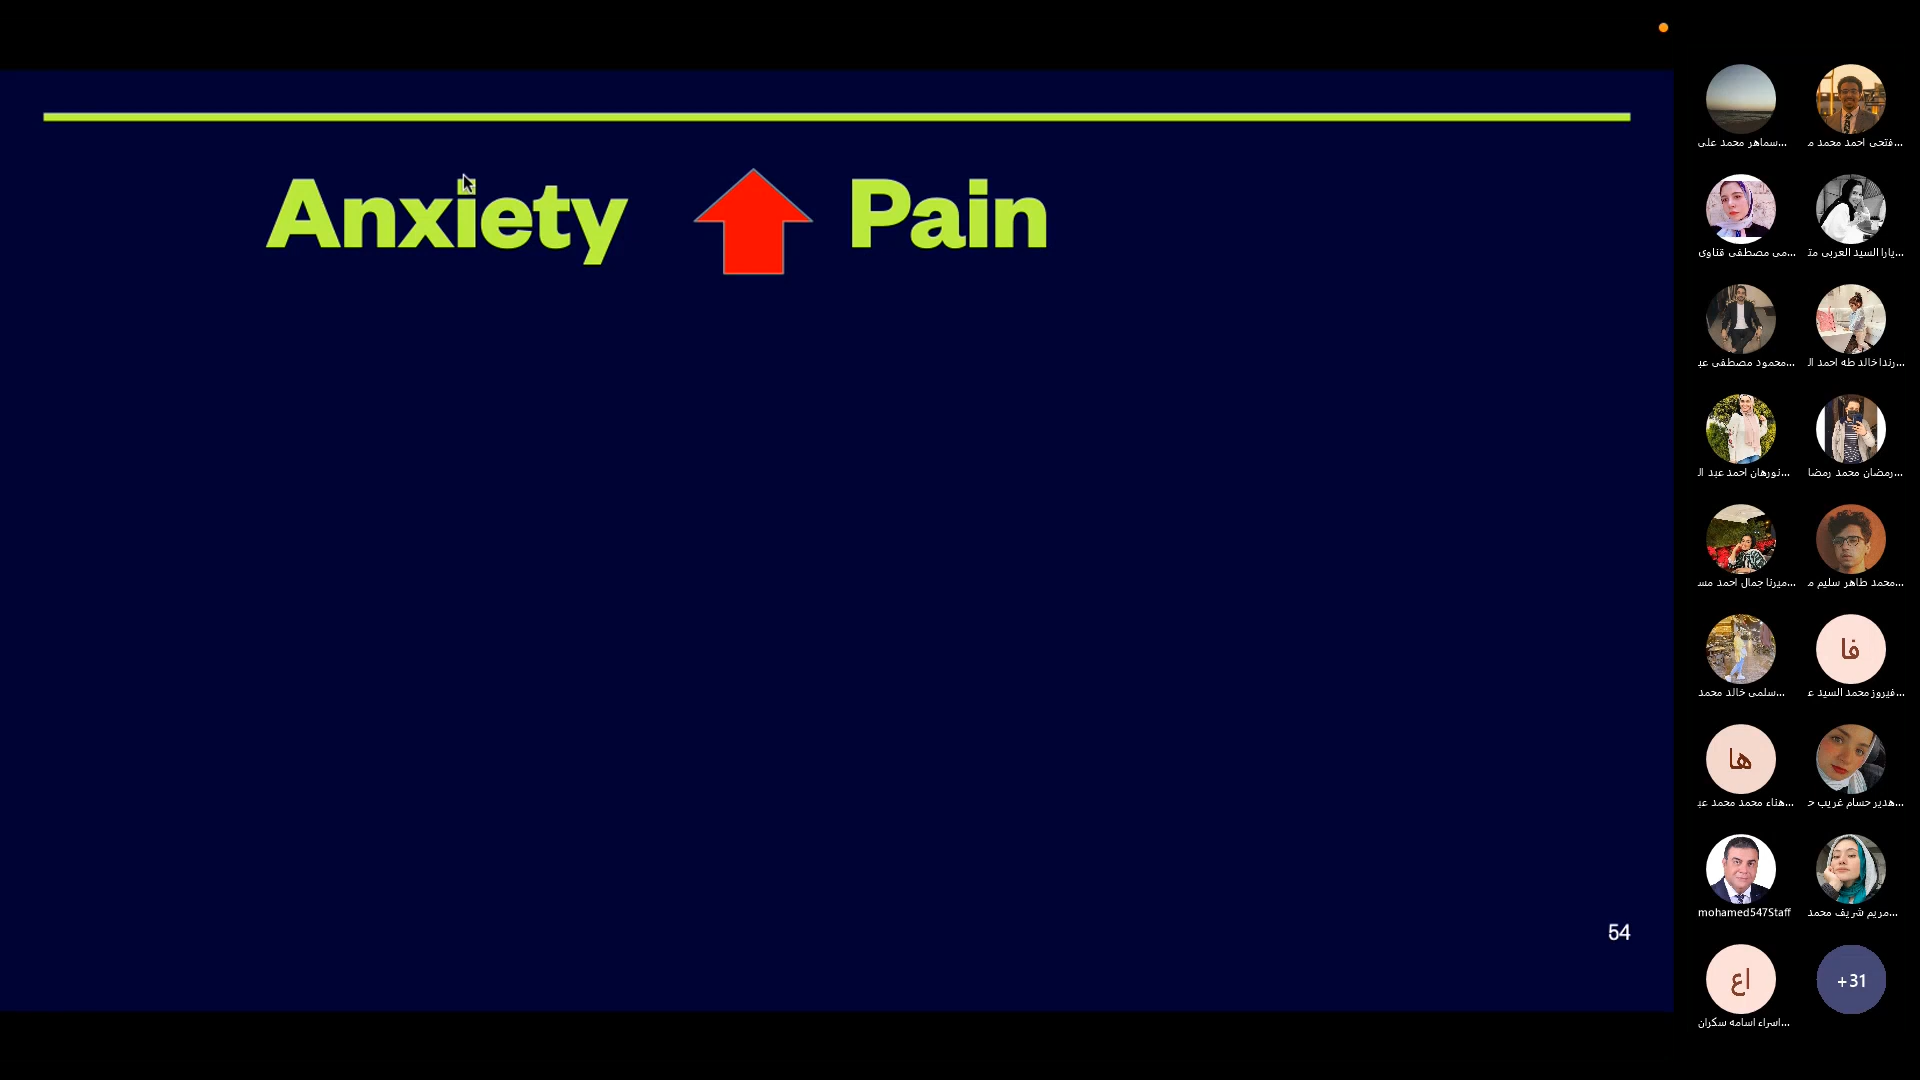 Anxiety Pain
54
سماهر محمد على...
فتحى احمد محمد م...
مى مصطفى قناوى...
يارا السيد العربى مت...
محمود مصطفى عبد...
رندا خالد طه احمد ال...
نورهان احمد عبد ال...
رمضان محمد رمضا...
ميرنا جمال احمد مس...
محمد طاهر سليم م...
سلمى خالد محمد...
فا
فيروز محمد السيد ع...
ها
هناء محمد محمد عبد...
هدير حسام غريب ح...
mohamed547Staff
مريم شريف محمد...
اع
+31
اسراء اسامه سكران...